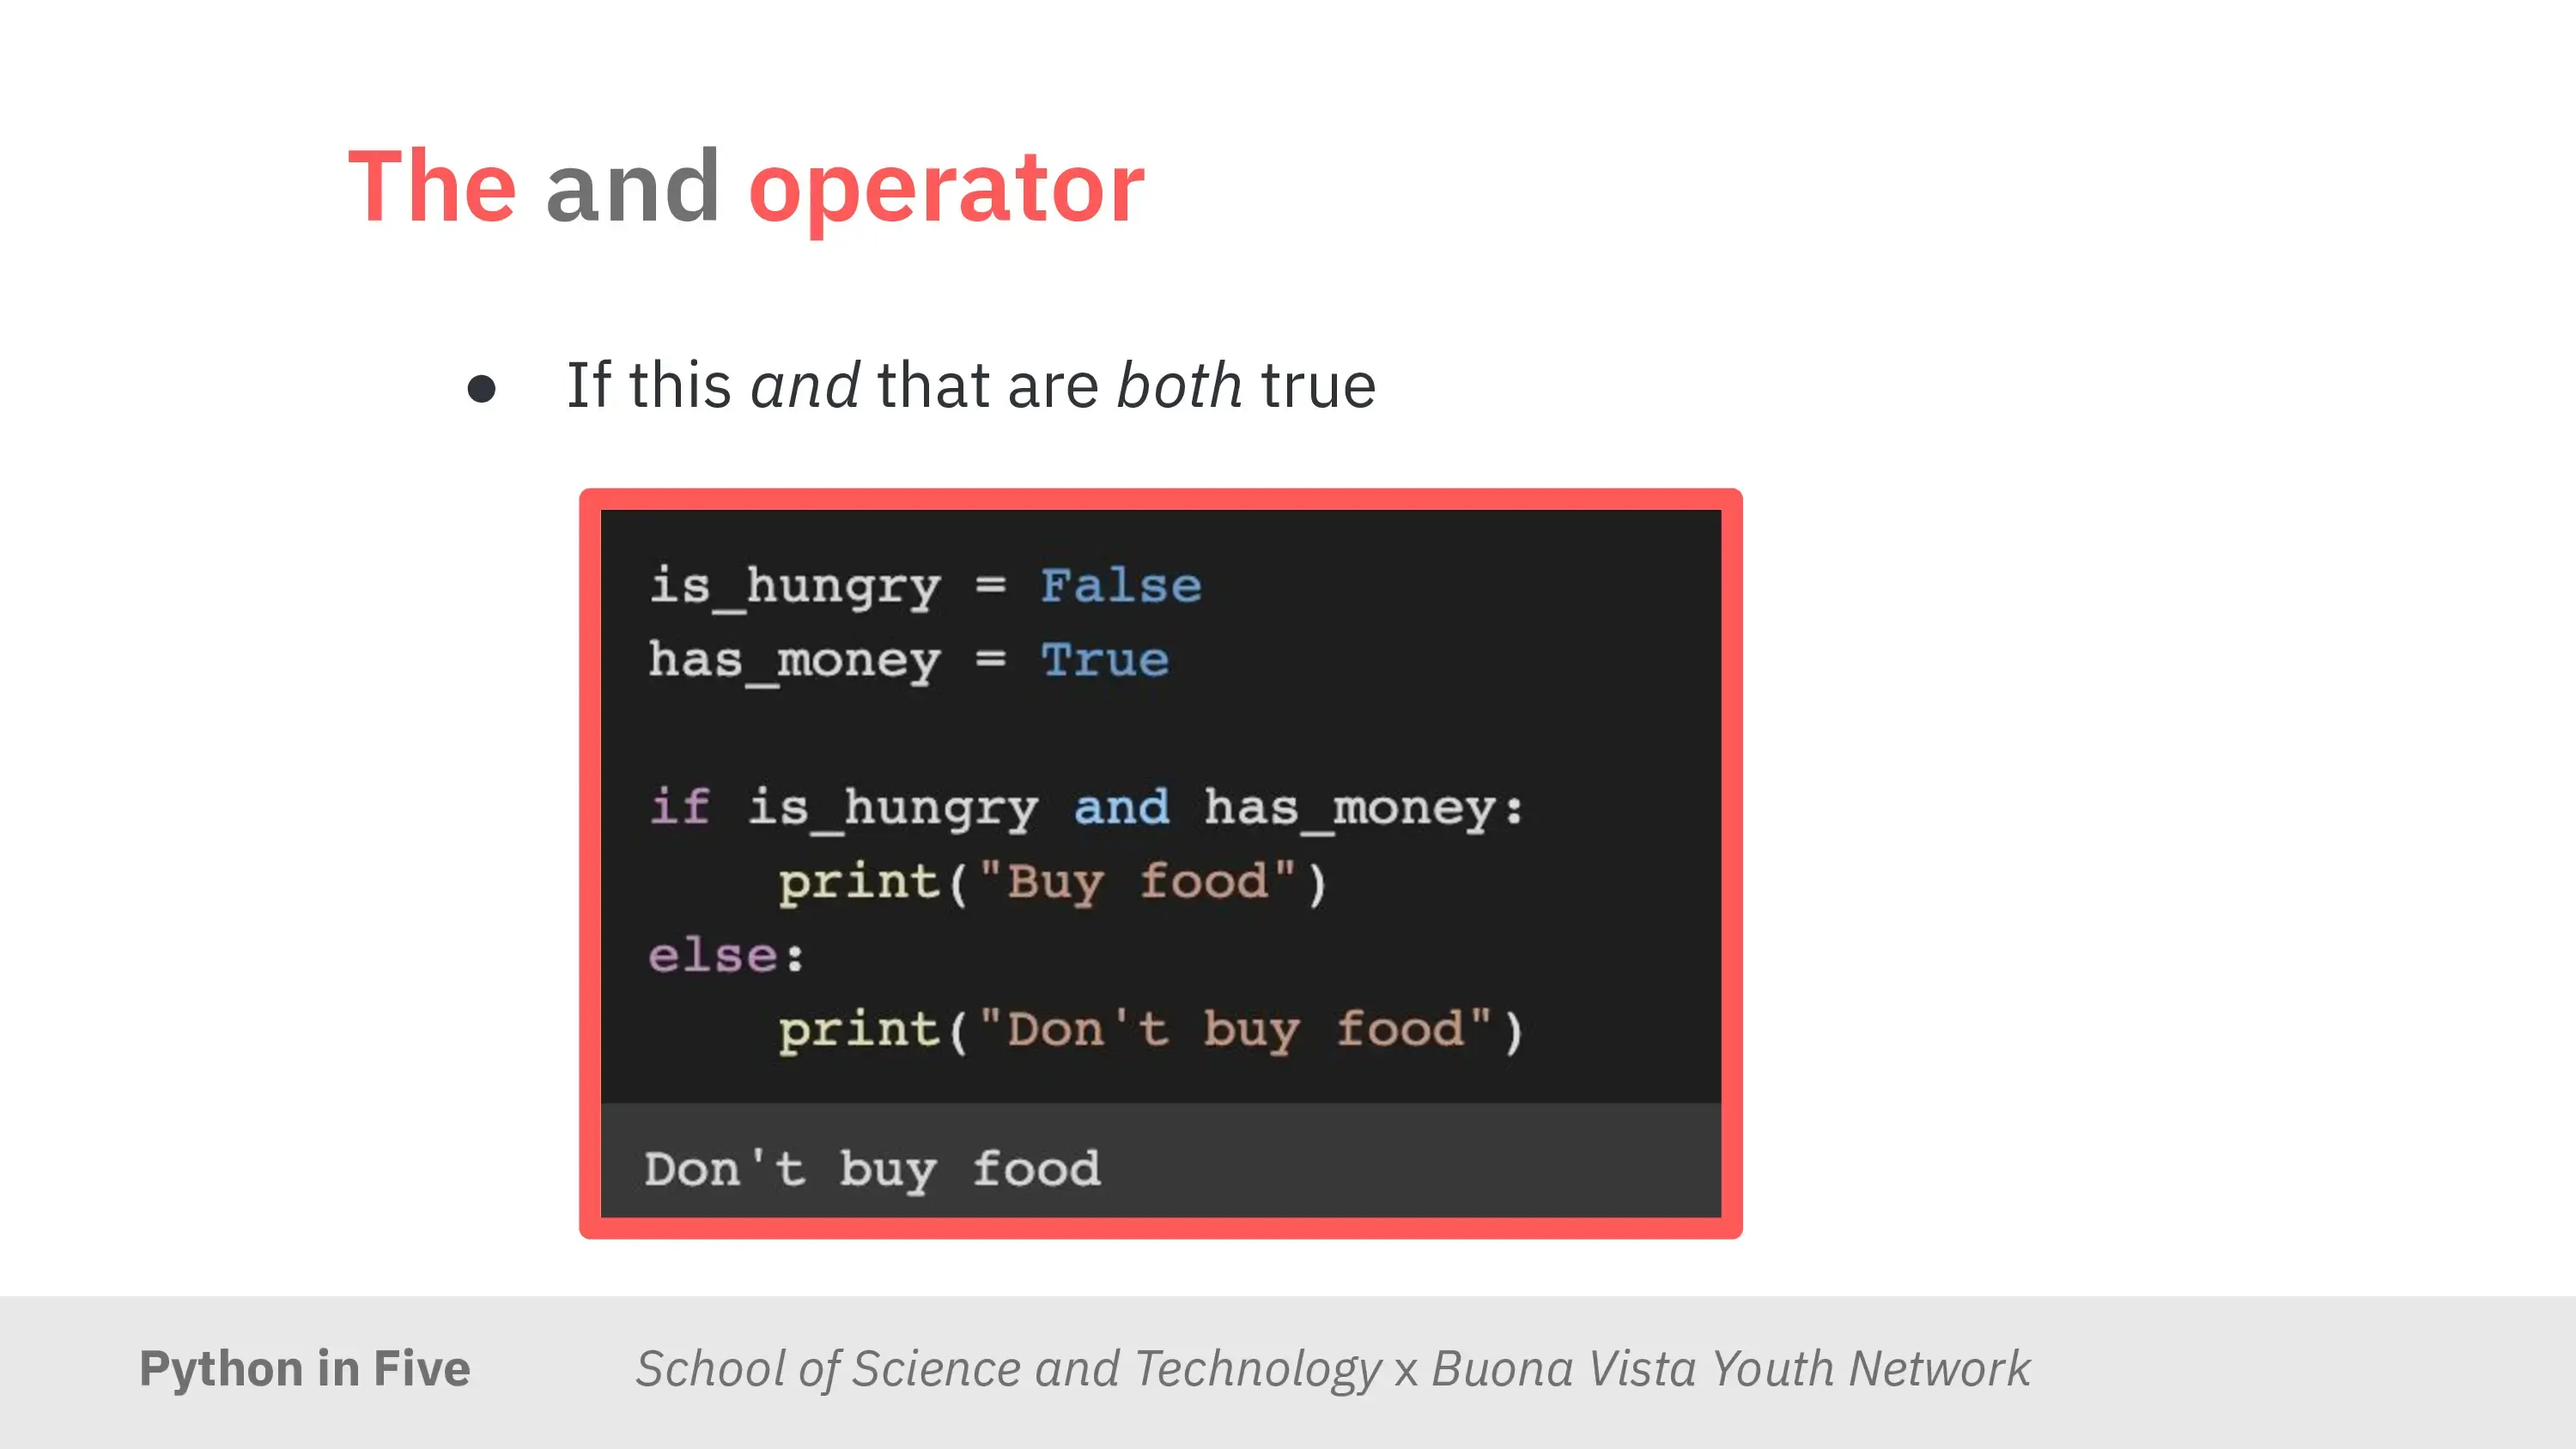 The and operator
● If this and that are both true
is_hungry = False
has_money = True
if is_hungry and has_money:
    print("Buy food")
else:
    print("Don't buy food")
Don't buy food
Python in Five
School of Science and Technology x Buona Vista Youth Network